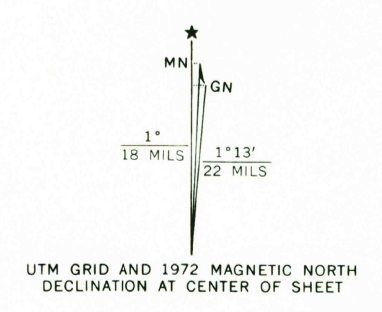 ★
MN
GN
1°
18 MILS
1°13′
22 MILS
UTM GRID AND 1972 MAGNETIC NORTH
DECLINATION AT CENTER OF SHEET